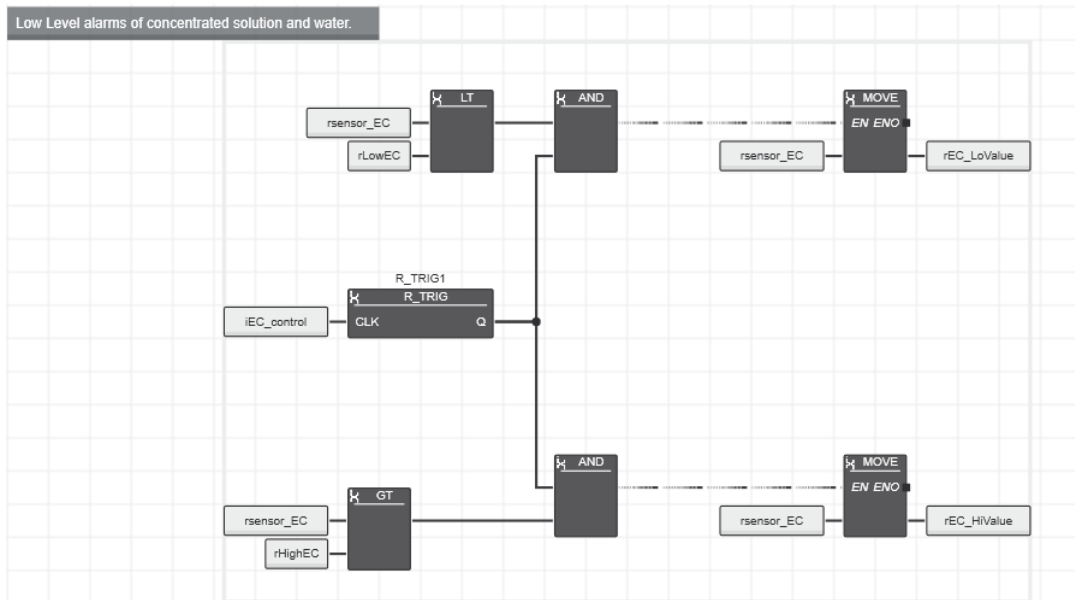 Low Level alarms of concentrated solution and water.
LT
AND
MOVE
rsensor_EC
EN ENO
rLowEC
rsensor_EC
rEC_LoValue
R_TRIG1
R_TRIG
iEC_control
CLK
Q
AND
MOVE
EN ENO
GT
rsensor_EC
rsensor_EC
rEC_HiValue
rHighEC